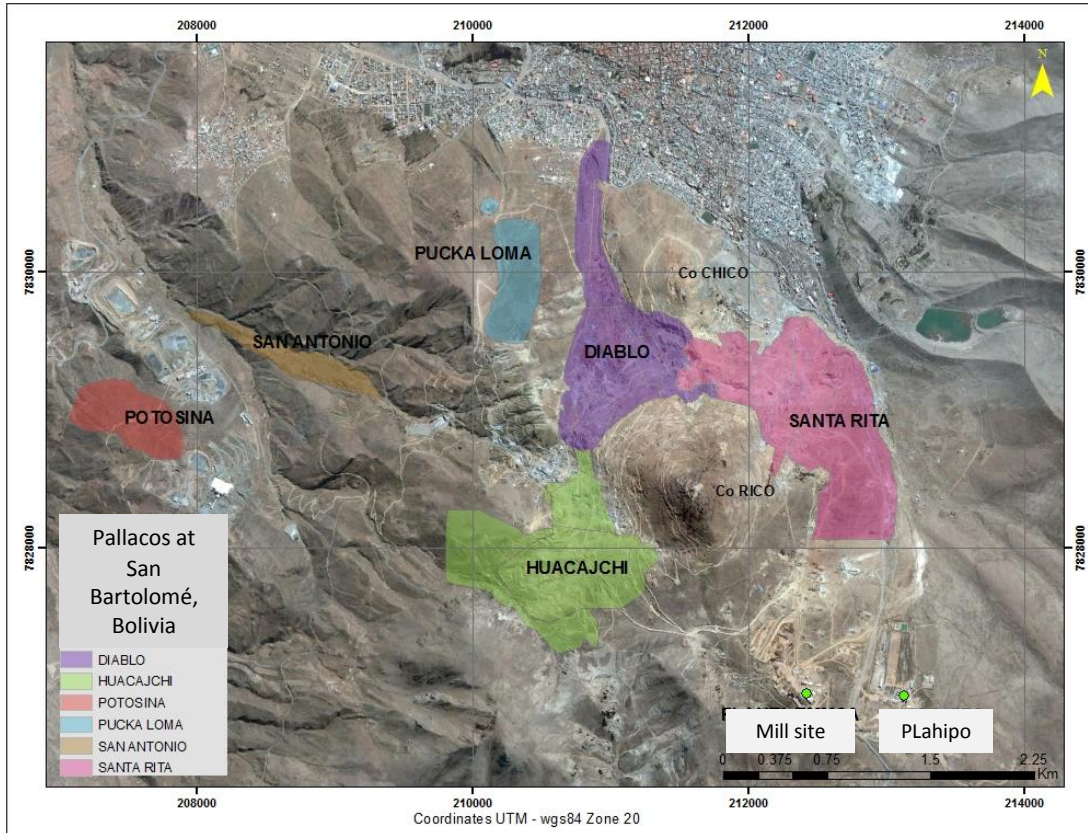 208000 210000 212000 214000
N
PUCKA LOMA
7830000 Co CHICO 7830000
SAN ANTONIO
DIABLO
POTOSINA
SANTA RITA
Co RICO
7828000 7828000
HUACAJCHI
Pallacos at
San
Bartolomé,
Bolivia
DIABLO
HUACAJCHI
POTOSINA
PUCKA LOMA
SAN ANTONIO
SANTA RITA
Mill site PLahipo
0 0.375 0.75 1.5 2.25
Km
208000 210000 212000 214000
Coordinates UTM - wgs84 Zone 20